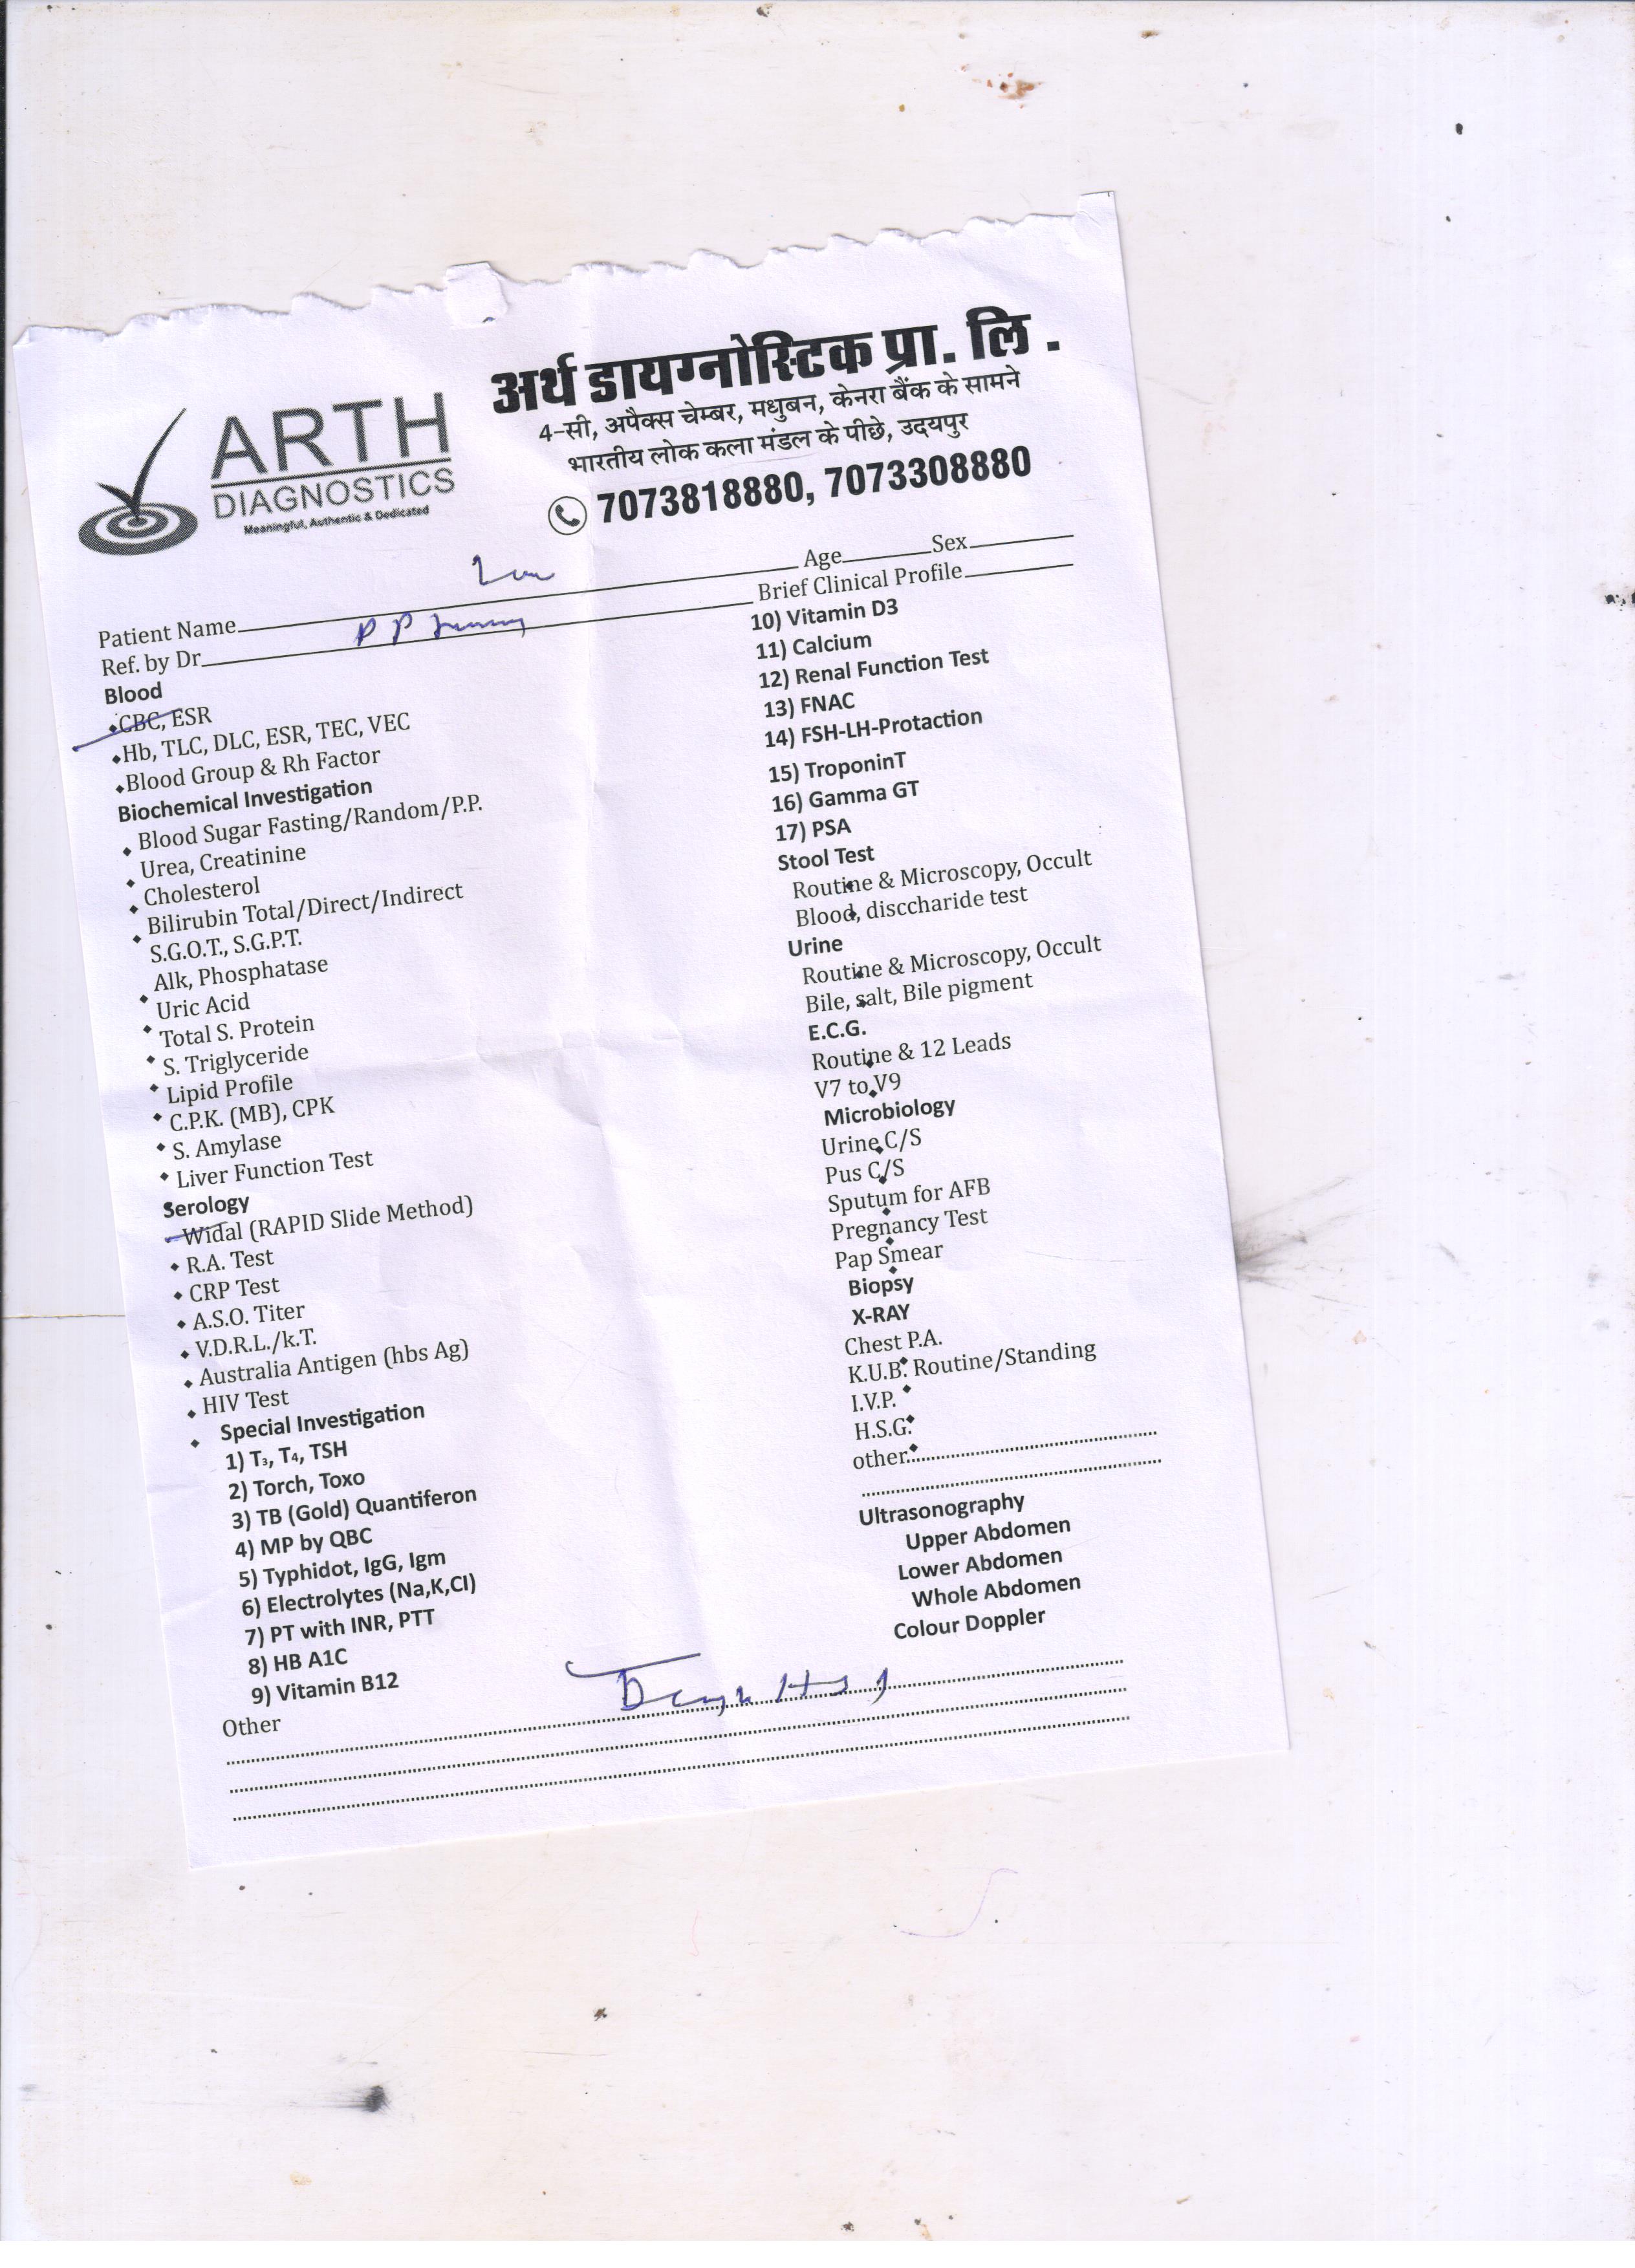 अर्थ डायग्नोस्टिक प्रा. लि .
4-सी, अपैक्स चेम्बर, मधुबन, केनरा बैंक के सामने
भारतीय लोक कला मंडल के पीछे, उदयपुर
7073818880, 7073308880
ARTH
DIAGNOSTICS
Meaningful, Authentic & Dedicated
Patient Name Age Sex
Ref. by Dr P P Brief Clinical Profile
Blood
CBC, ESR
Hb, TLC, DLC, ESR, TEC, VEC
Blood Group & Rh Factor
Biochemical Investigation
Blood Sugar Fasting/Random/P.P.
Urea, Creatinine
Cholesterol
Bilirubin Total/Direct/Indirect
S.G.O.T., S.G.P.T.
Alk, Phosphatase
Uric Acid
Total S. Protein
S. Triglyceride
Lipid Profile
C.P.K. (MB), CPK
S. Amylase
Liver Function Test
Serology
Widal (RAPID Slide Method)
R.A. Test
CRP Test
A.S.O. Titer
V.D.R.L./k.T.
Australia Antigen (hbs Ag)
HIV Test
Special Investigation
1) T₃, T₄, TSH
2) Torch, Toxo
3) TB (Gold) Quantiferon
4) MP by QBC
5) Typhidot, IgG, Igm
6) Electrolytes (Na,K,Cl)
7) PT with INR, PTT
8) HB A1C
9) Vitamin B12
10) Vitamin D3
11) Calcium
12) Renal Function Test
13) FNAC
14) FSH-LH-Protaction
15) TroponinT
16) Gamma GT
17) PSA
Stool Test
Routine & Microscopy, Occult
Blood, disccharide test
Urine
Routine & Microscopy, Occult
Bile, salt, Bile pigment
E.C.G.
Routine & 12 Leads
V7 to V9
Microbiology
Urine C/S
Pus C/S
Sputum for AFB
Pregnancy Test
Pap Smear
Biopsy
X-RAY
Chest P.A.
K.U.B. Routine/Standing
I.V.P.
H.S.G.
other
Ultrasonography
Upper Abdomen
Lower Abdomen
Whole Abdomen
Colour Doppler
Other